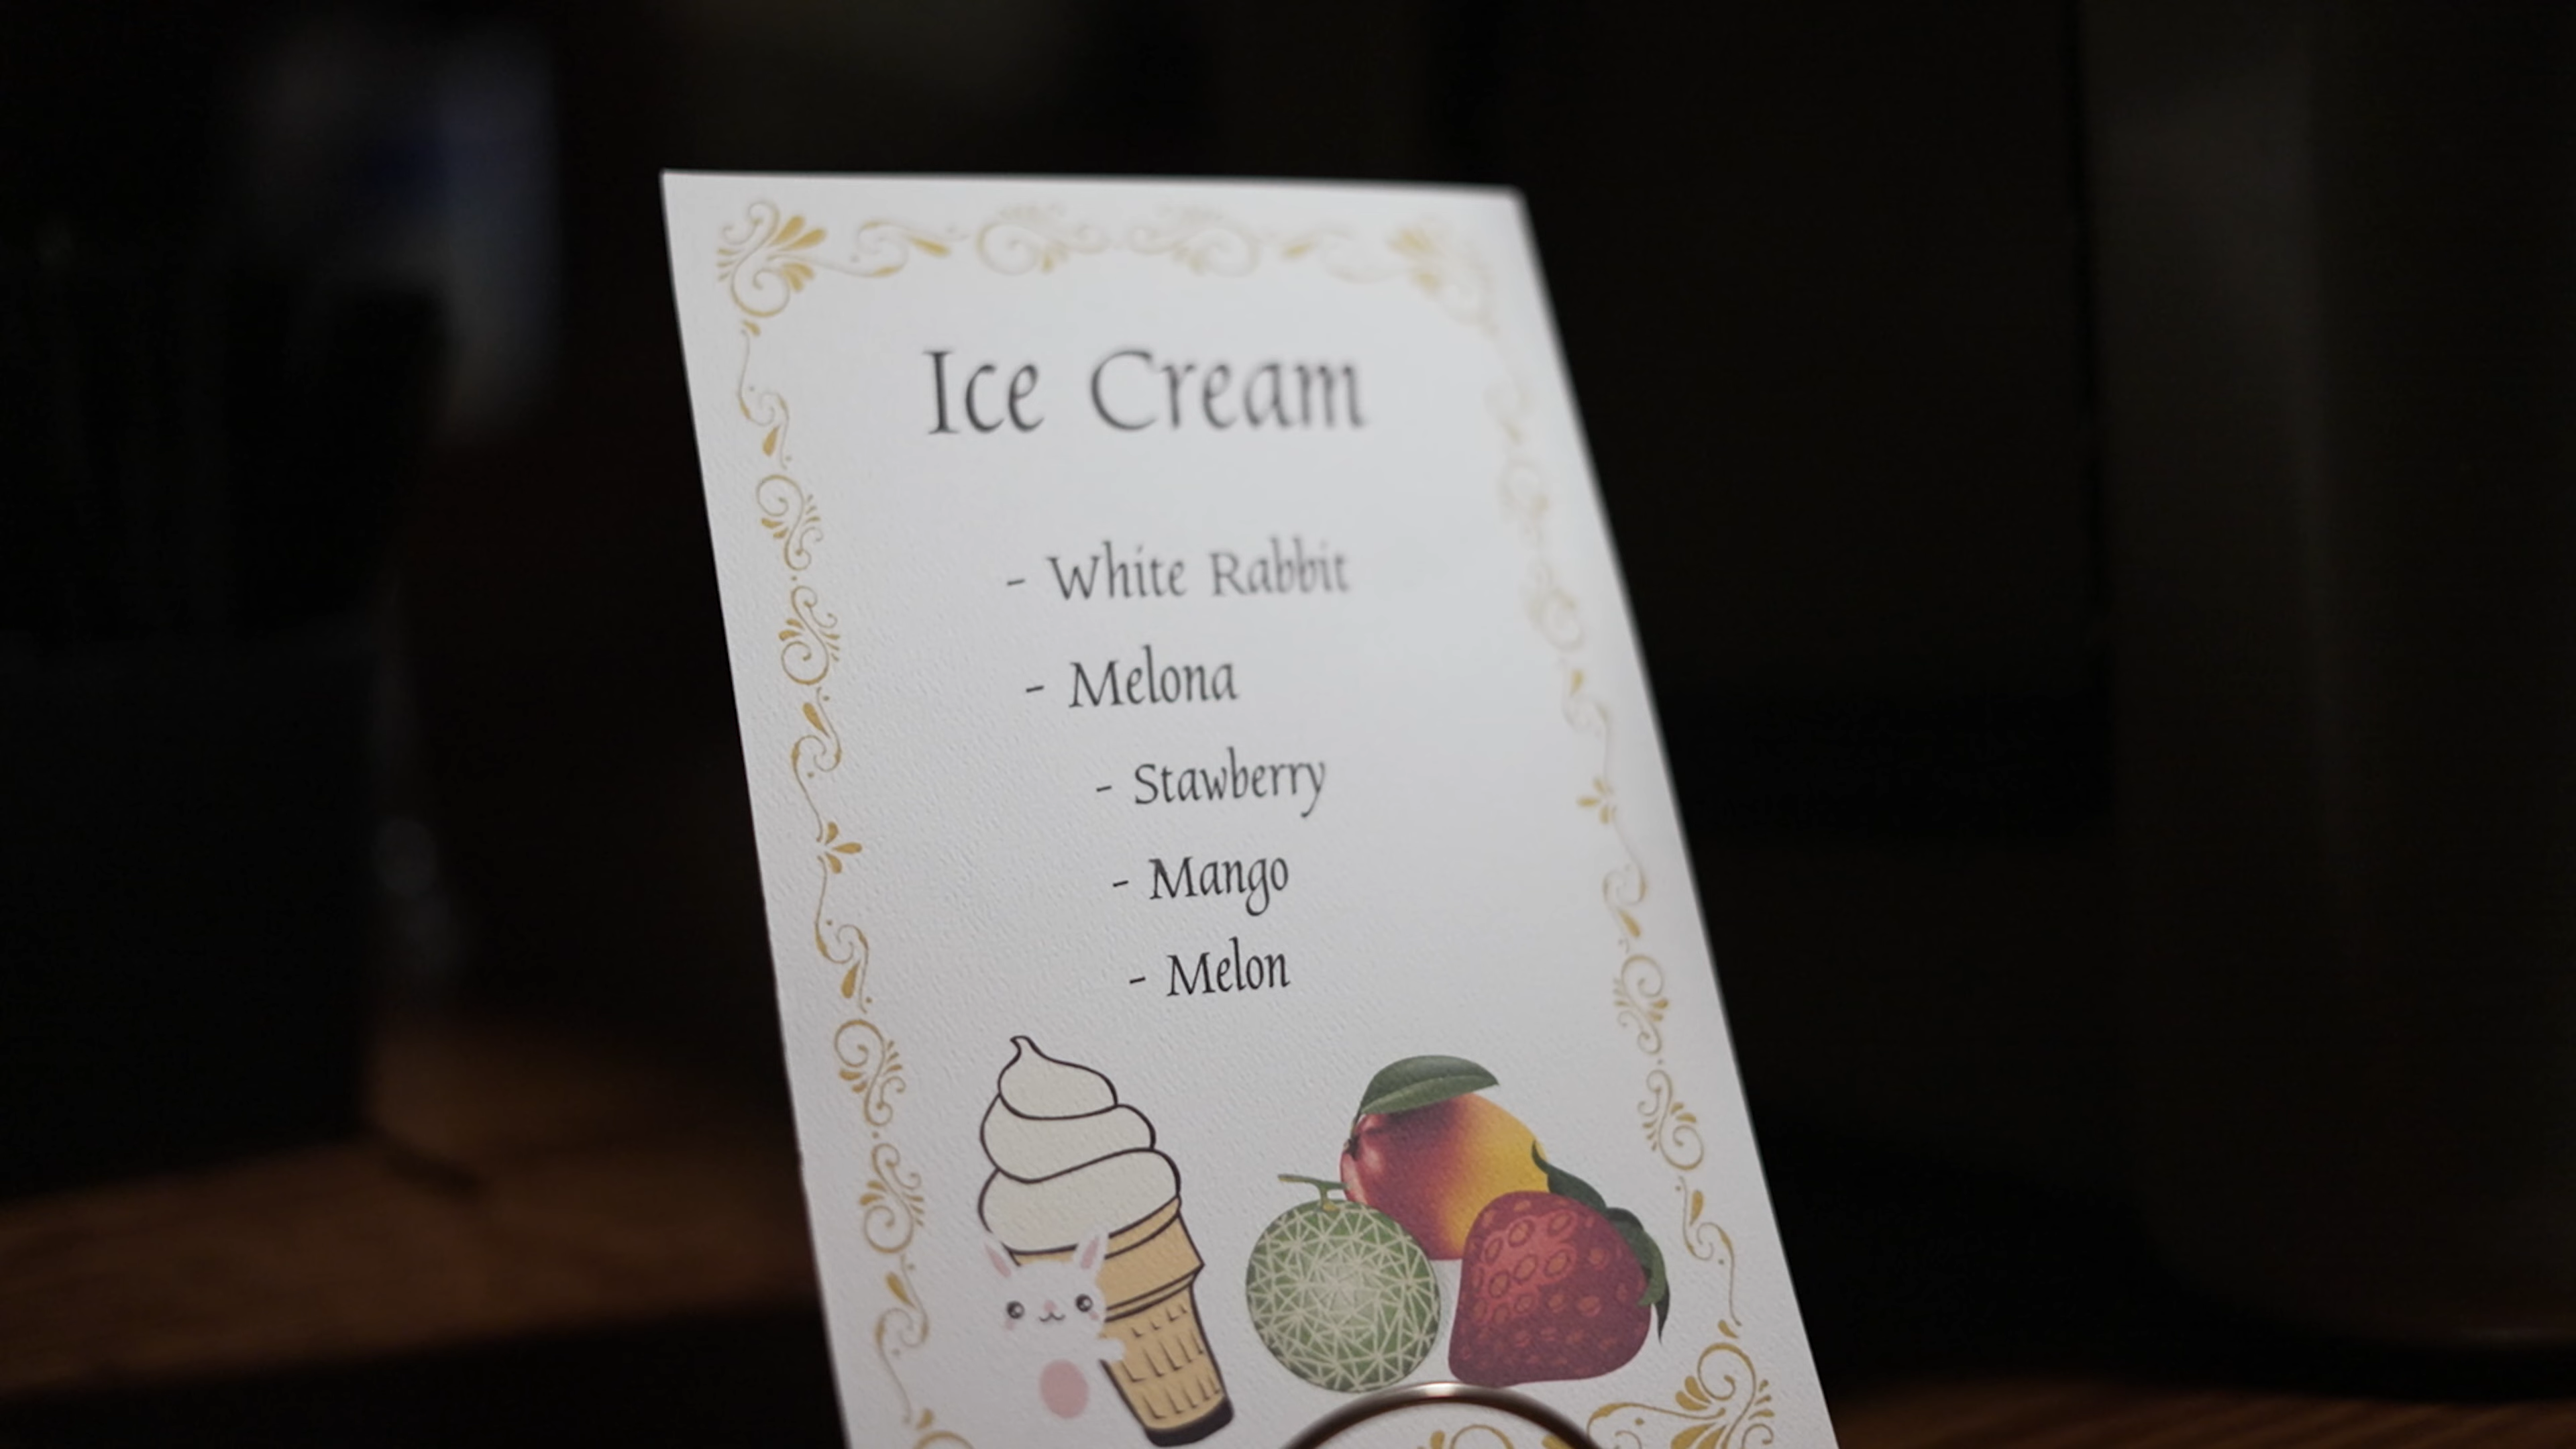 Ice Cream
- White Rabbit
- Melona
- Stawberry
- Mango
- Melon